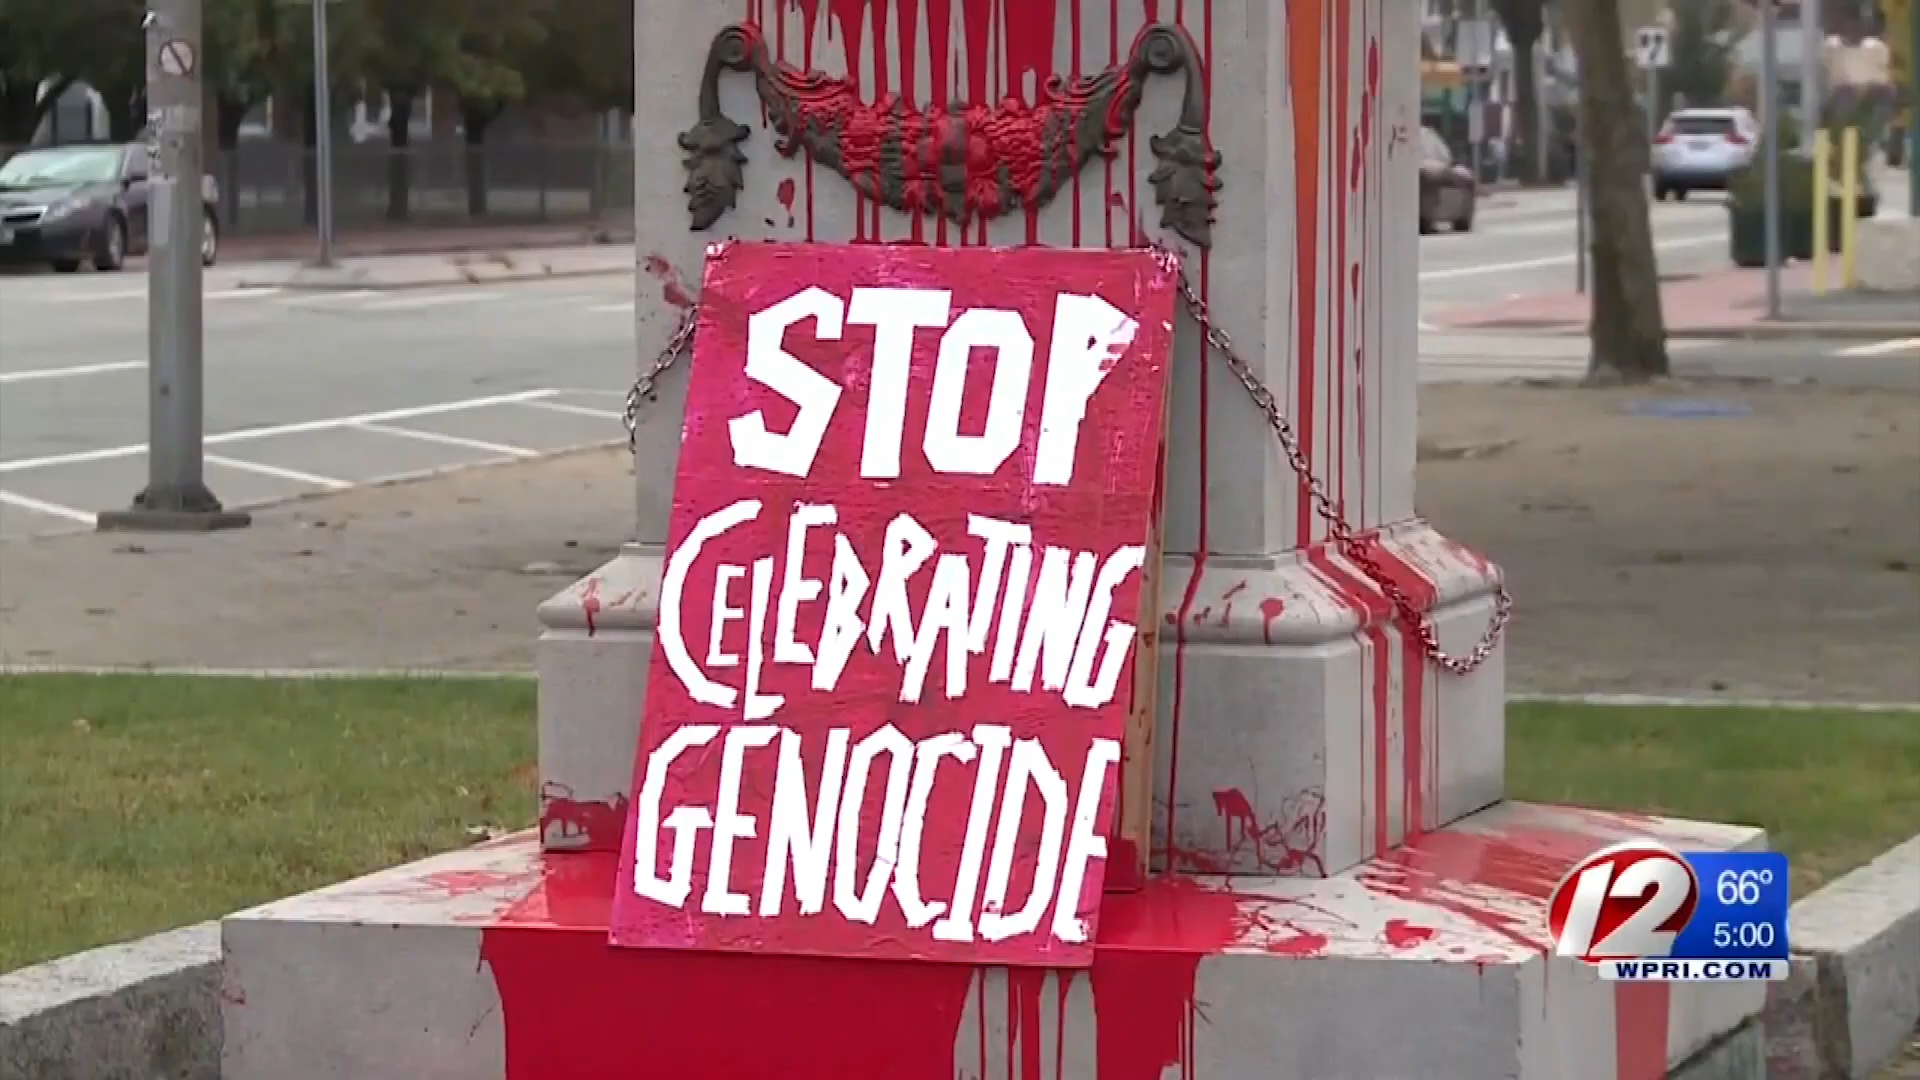 STOP
CELEBRATING
GENOCIDE
12
66°
5:00
WPRI.COM